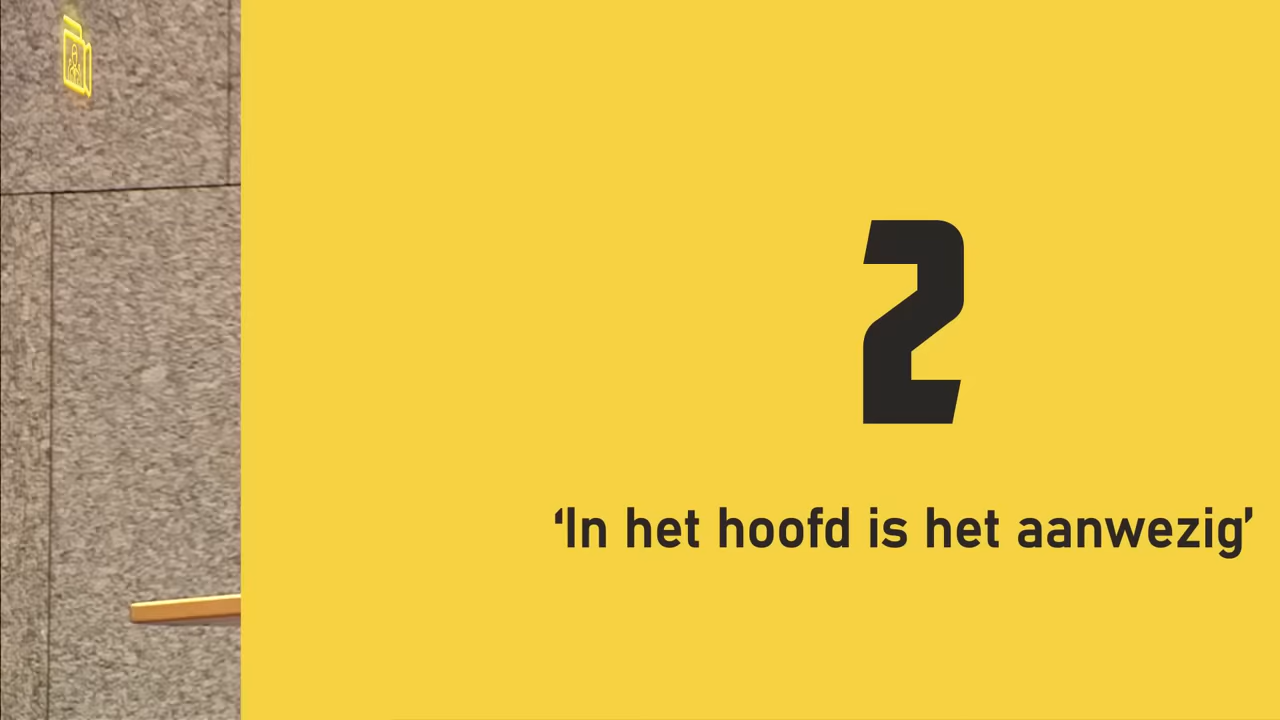 2
‘In het hoofd is het aanwezig’